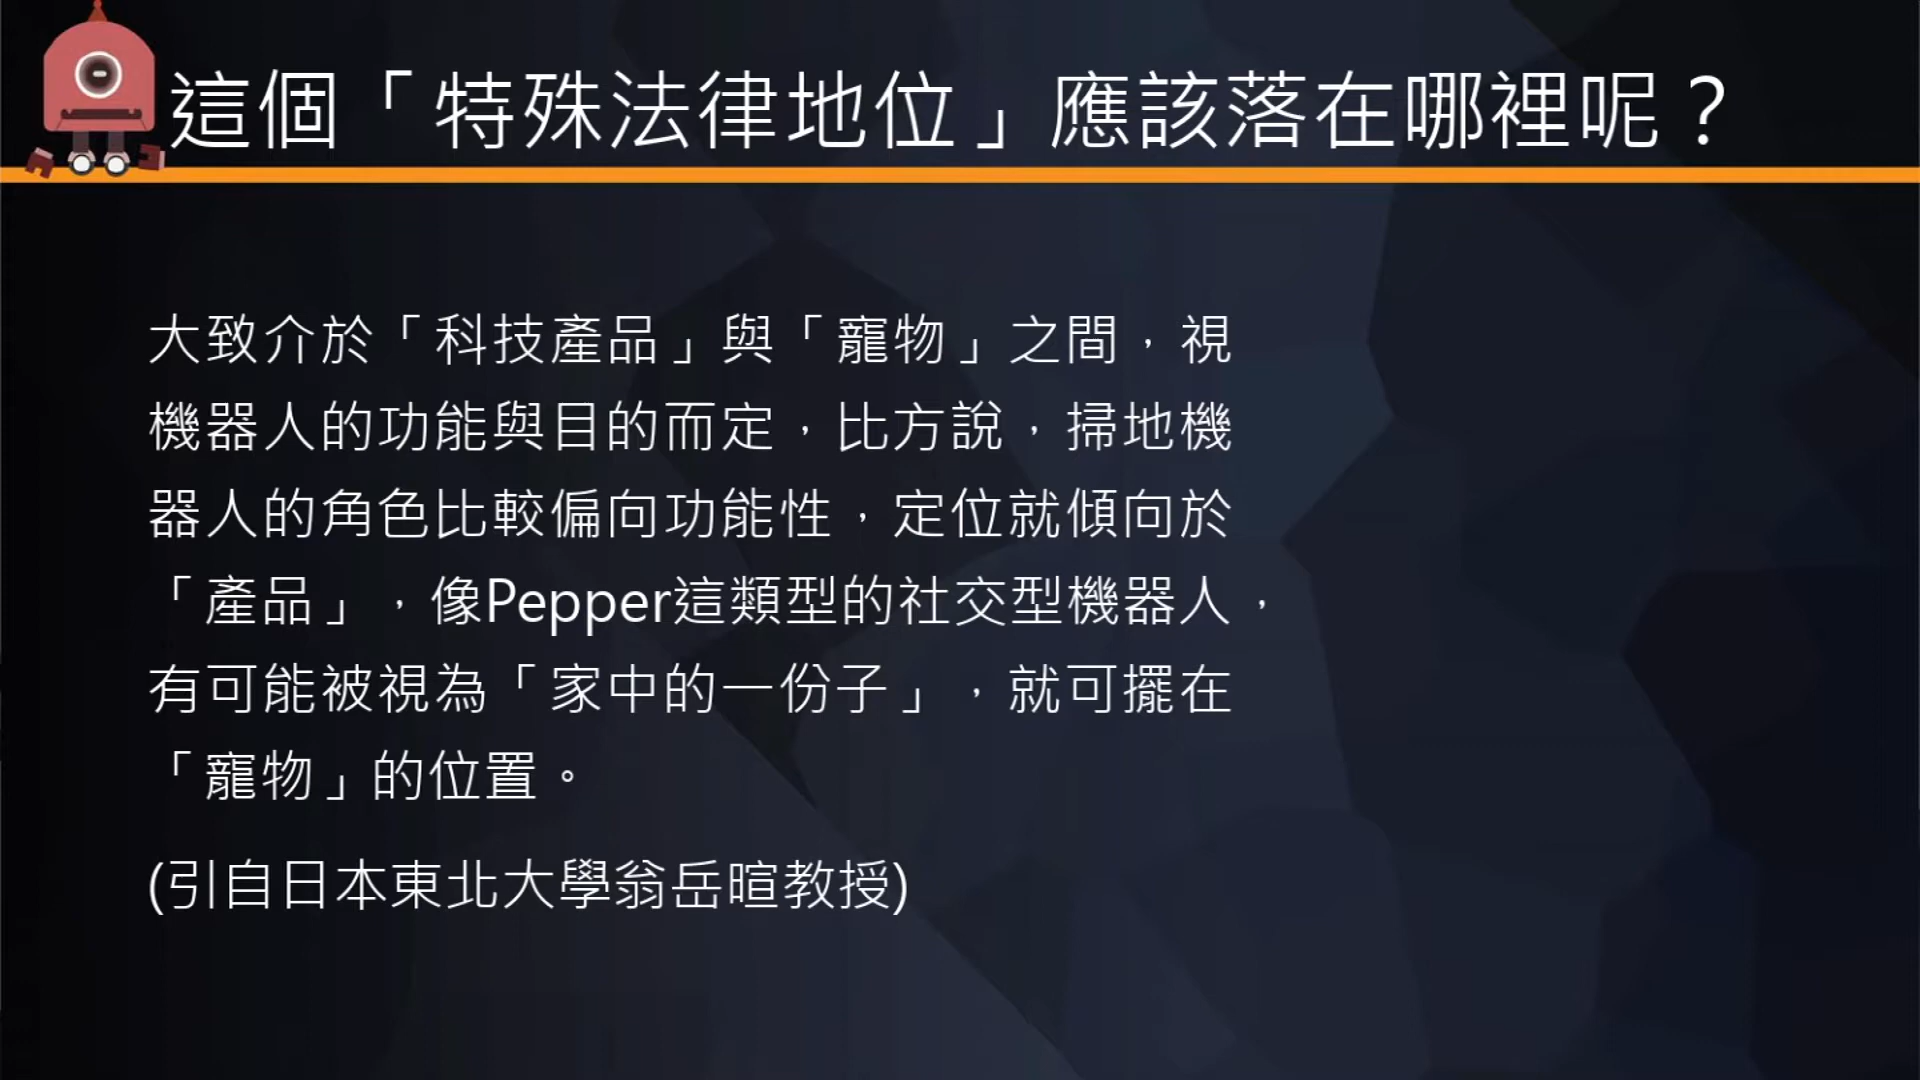 這個「特殊法律地位」應該落在哪裡呢？
大致介於「科技產品」與「寵物」之間，視
機器人的功能與目的而定，比方說，掃地機
器人的角色比較偏向功能性，定位就傾向於
「產品」，像Pepper這類型的社交型機器人，
有可能被視為「家中的一份子」，就可擺在
「寵物」的位置。
(引自日本東北大學翁岳暄教授)